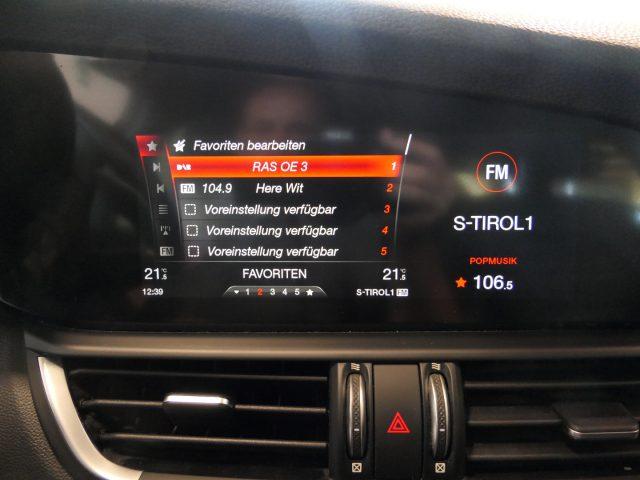 Favoriten bearbeiten
DAB RAS OE 3 1
FM 104.9 Here Wit 2
Voreinstellung verfügbar 3
Voreinstellung verfügbar 4
FM Voreinstellung verfügbar 5
21.5 °C FAVORITEN 21.5 °C
12:39 1 2 3 4 5 S-TIROL1 FM
FM
S-TIROL1
POPMUSIK
106.5